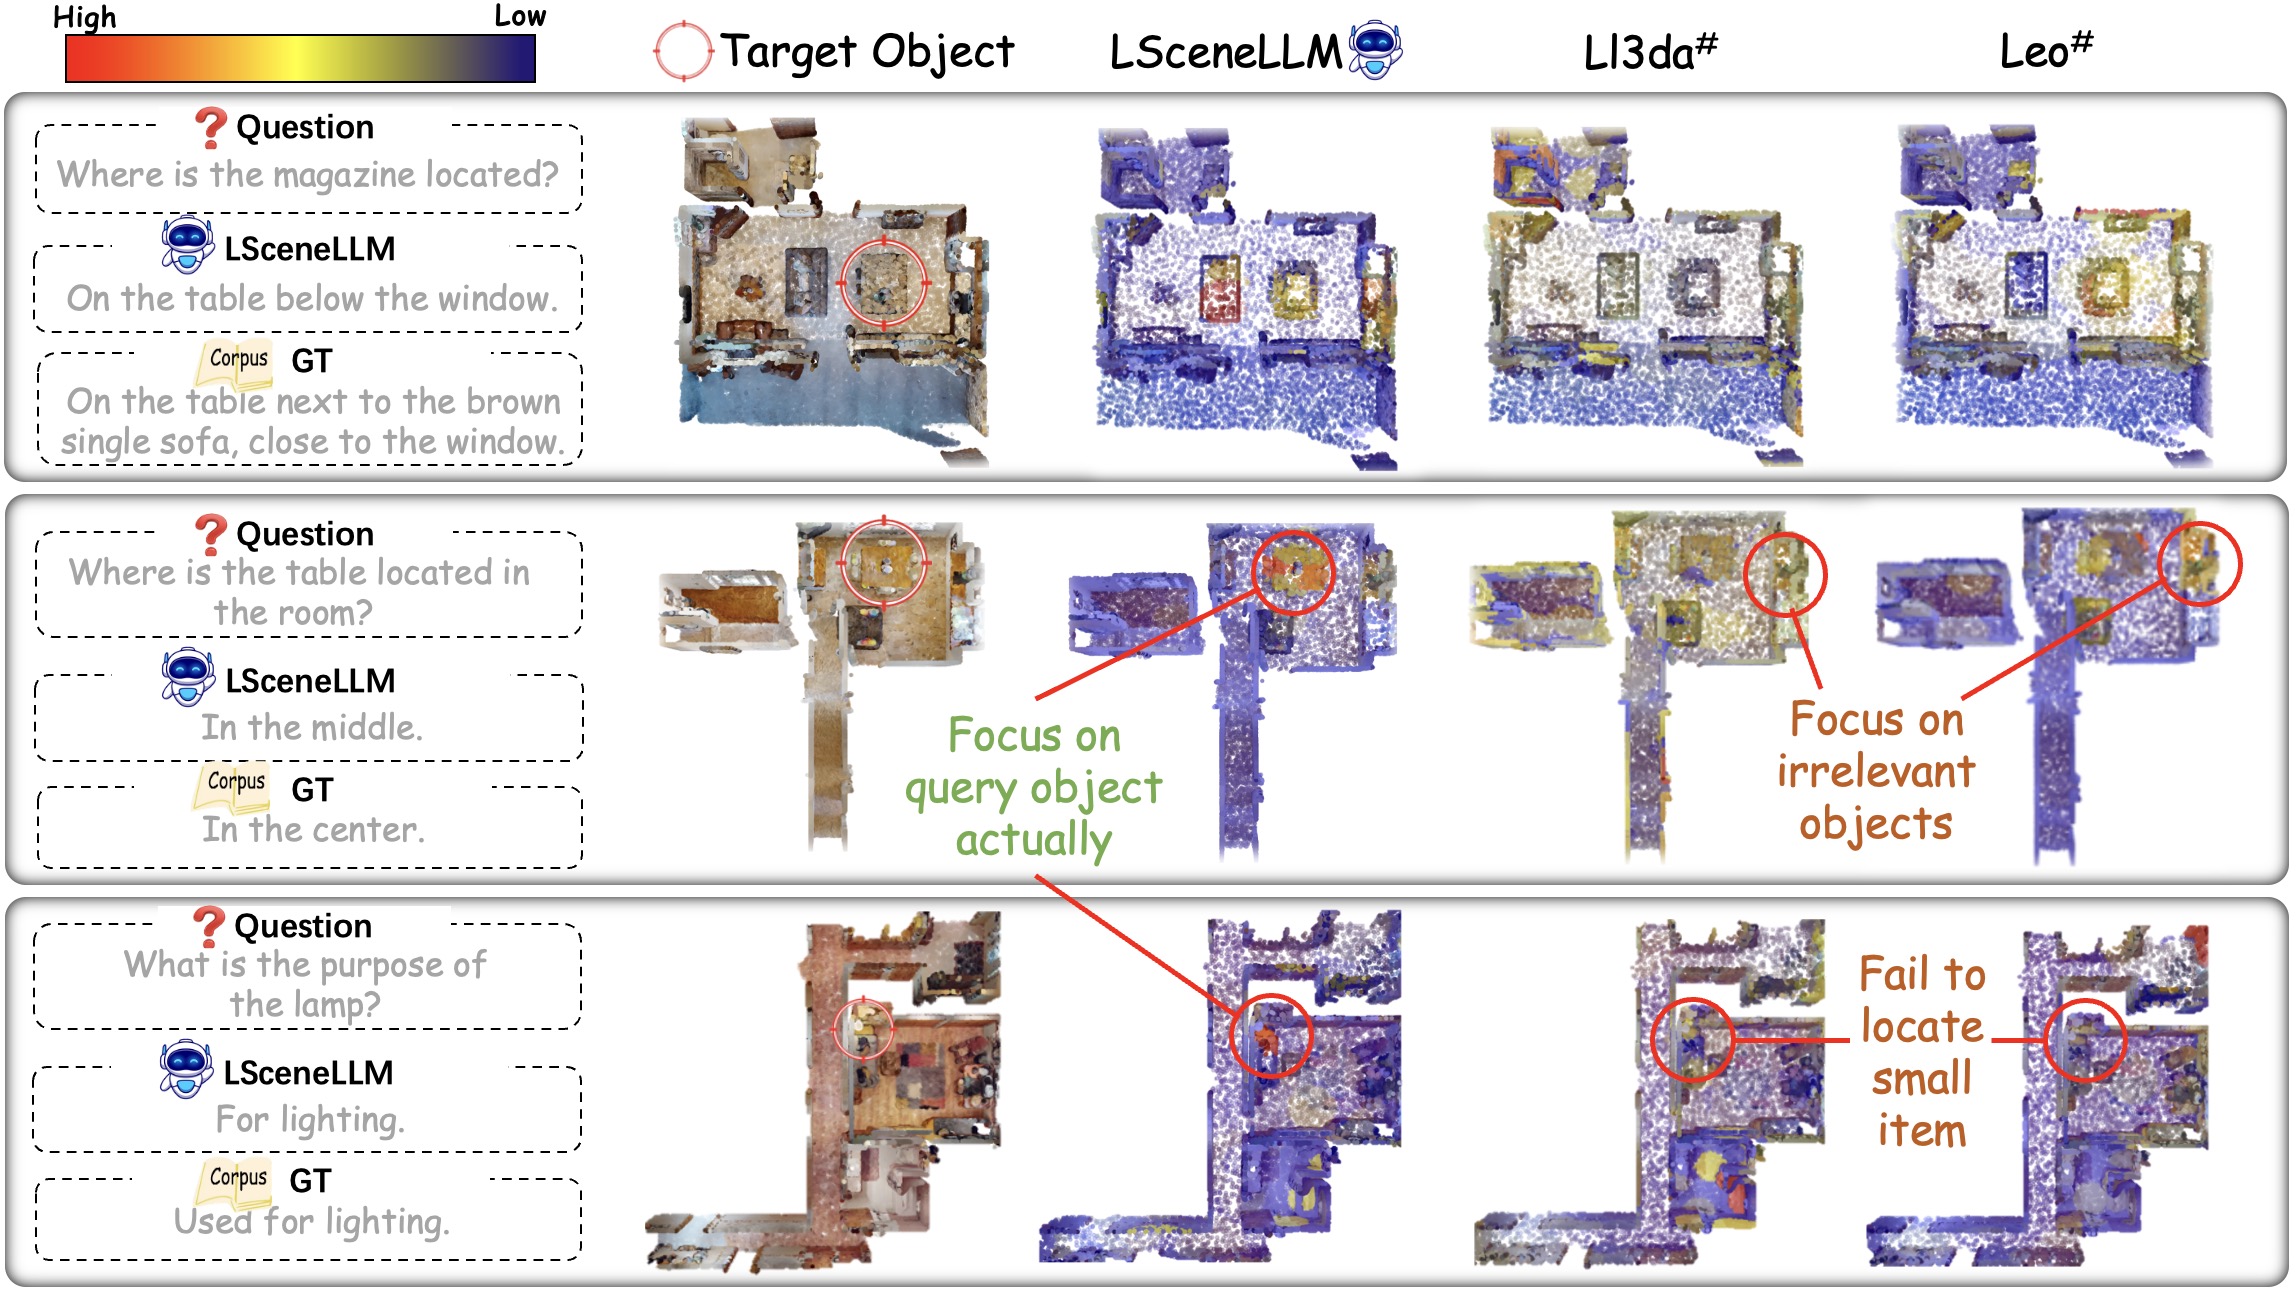 High
Low
Target Object
LSceneLLM
Ll3da#
Leo#
? Question
Where is the magazine located?
LSceneLLM
On the table below the window.
Corpus
GT
On the table next to the brown
single sofa, close to the window.
? Question
Where is the table located in
the room?
LSceneLLM
In the middle.
Corpus
GT
In the center.
Focus on
query object
actually
Focus on
irrelevant
objects
? Question
What is the purpose of
the lamp?
LSceneLLM
For lighting.
Corpus
GT
Used for lighting.
Fail to
locate
small
item